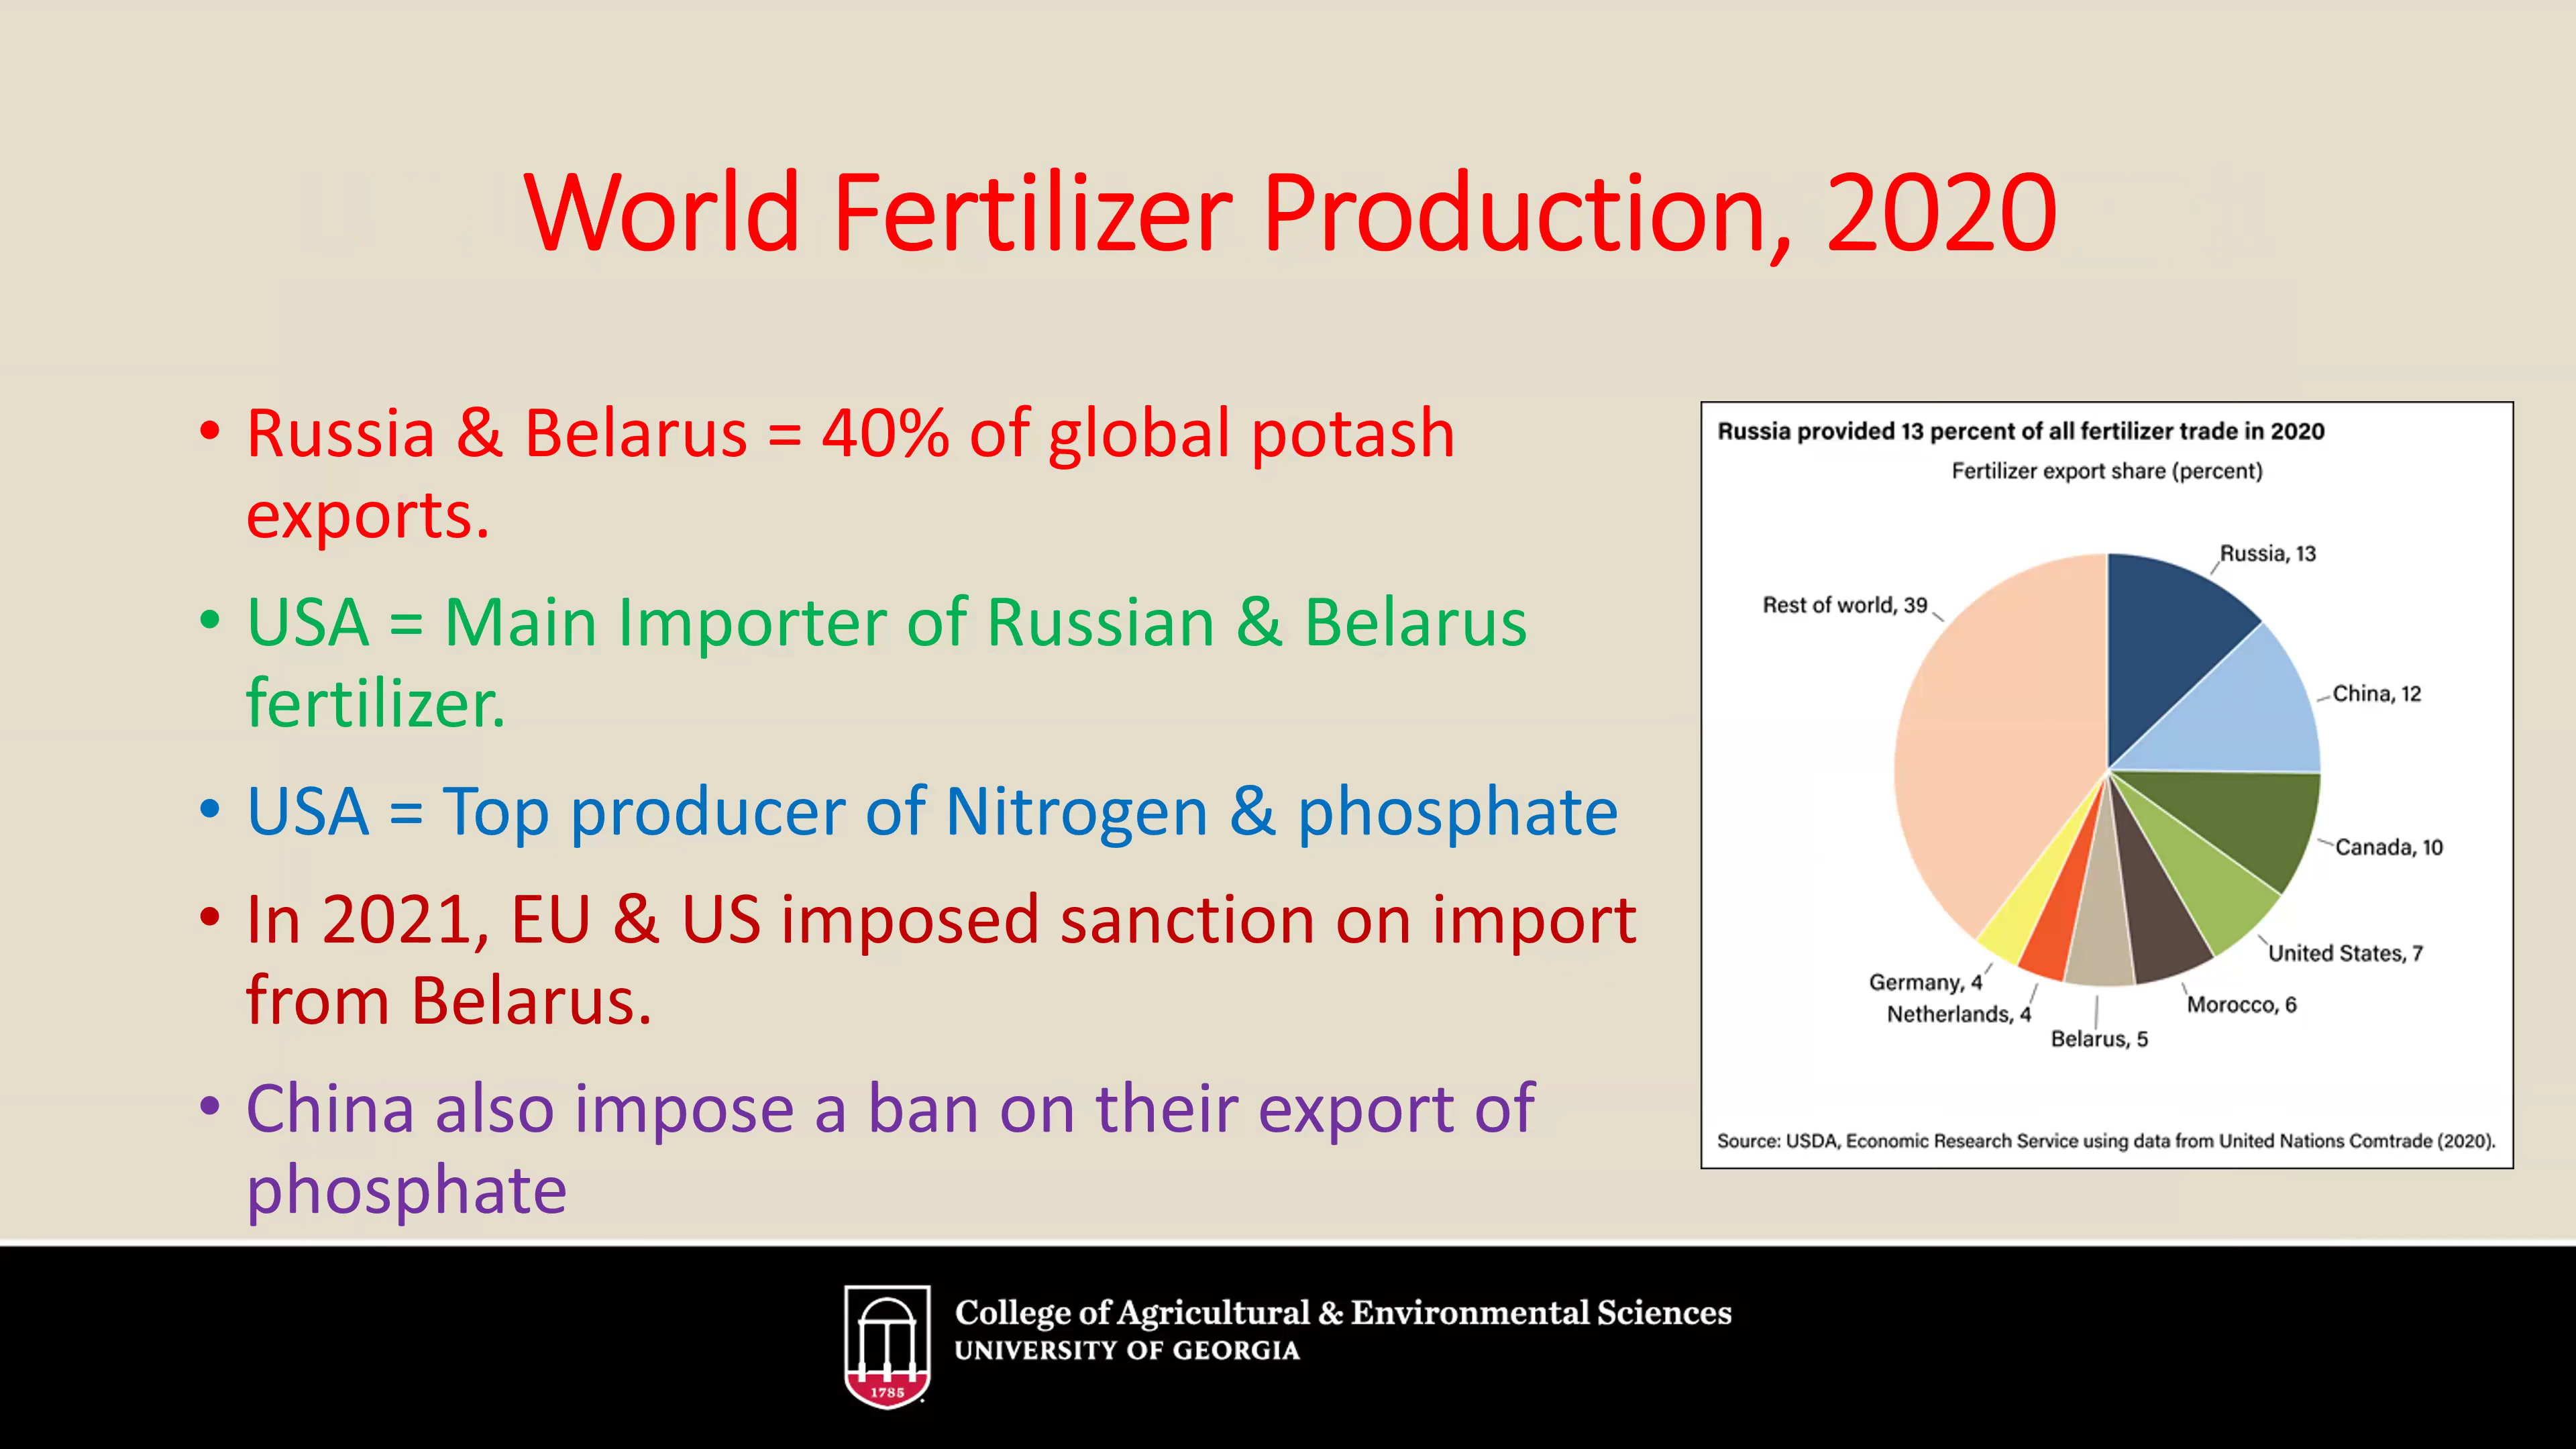 World Fertilizer Production, 2020
• Russia & Belarus = 40% of global potash
exports.
• USA = Main Importer of Russian & Belarus
fertilizer.
• USA = Top producer of Nitrogen & phosphate
• In 2021, EU & US imposed sanction on import
from Belarus.
• China also impose a ban on their export of
phosphate
Russia provided 13 percent of all fertilizer trade in 2020
Fertilizer export share (percent)
Russia, 13
Rest of world, 39
China, 12
Canada, 10
United States, 7
Germany, 4
Morocco, 6
Netherlands, 4
Belarus, 5
Source: USDA, Economic Research Service using data from United Nations Comtrade (2020).
College of Agricultural & Environmental Sciences
UNIVERSITY OF GEORGIA
1785